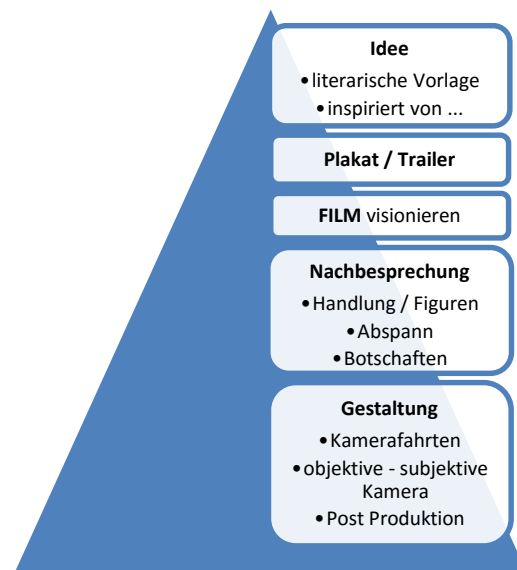 Idee
•literarische Vorlage
•inspiriert von ...
Plakat / Trailer
FILM visionieren
Nachbesprechung
•Handlung / Figuren
•Abspann
•Botschaften
Gestaltung
•Kamerafahrten
•objektive - subjektive
Kamera
•Post Produktion